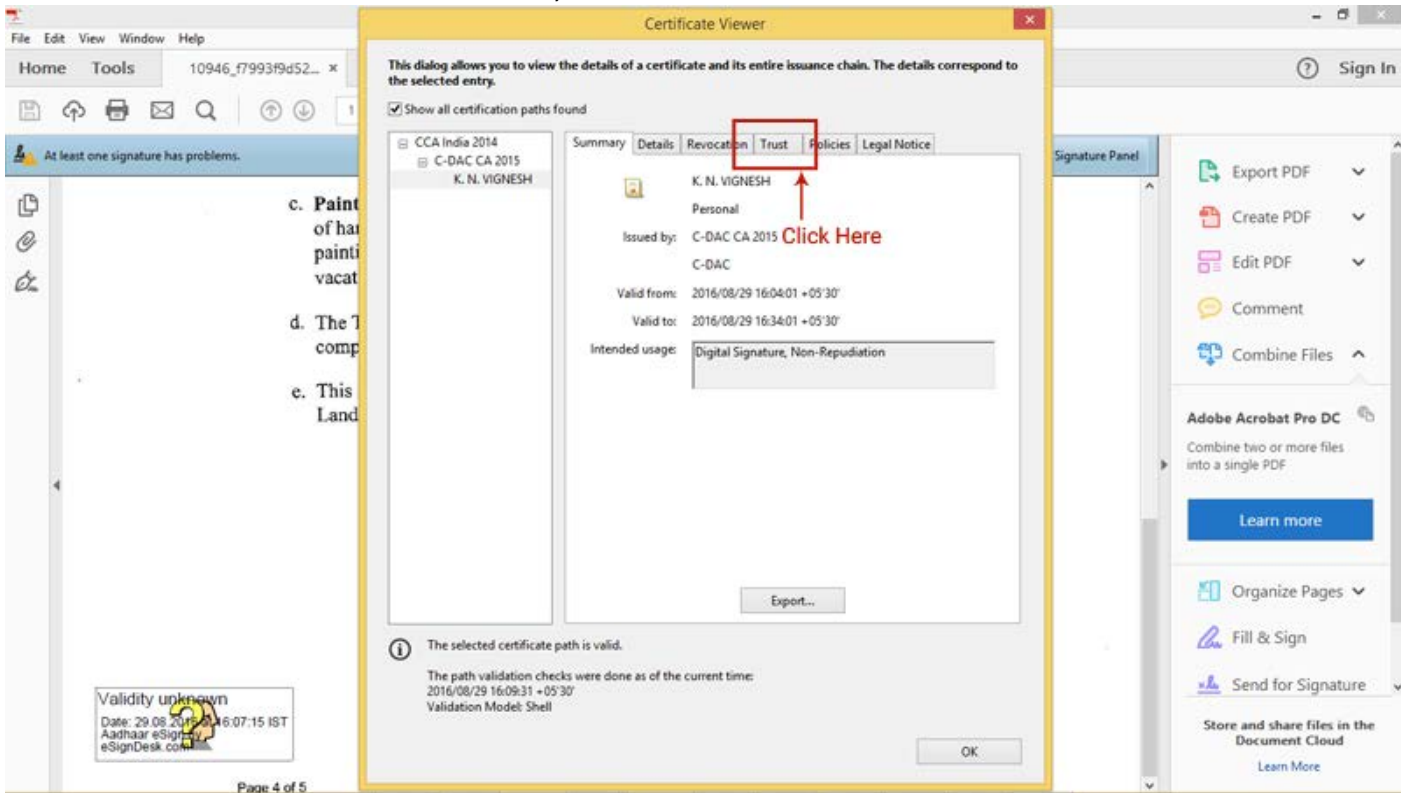 Certificate Viewer
File Edit View Window Help
Home Tools 10946_f7993f9d52... ×
Sign In
1
At least one signature has problems.
Signature Panel
c. Paint
of har
painti
vacat
d. The T
comp
e. This
Land
Validity unknown
Date: 29.08.2016 16:07:15 IST
Aadhaar eSign by
eSignDesk.com
Page 4 of 5
This dialog allows you to view the details of a certificate and its entire issuance chain. The details correspond to
the selected entry.
Show all certification paths found
CCA India 2014
C-DAC CA 2015
K. N. VIGNESH
Summary Details Revocation Trust Policies Legal Notice
K. N. VIGNESH
Personal
Issued by: C-DAC CA 2015
Click Here
C-DAC
Valid from: 2016/08/29 16:04:01 +05'30'
Valid to: 2016/08/29 16:34:01 +05'30'
Intended usage: Digital Signature, Non-Repudiation
Export...
The selected certificate path is valid.
The path validation checks were done as of the current time:
2016/08/29 16:09:31 +05'30'
Validation Model: Shell
OK
Export PDF
Create PDF
Edit PDF
Comment
Combine Files
Adobe Acrobat Pro DC
Combine two or more files
into a single PDF
Learn more
Organize Pages
Fill & Sign
Send for Signature
Store and share files in the
Document Cloud
Learn More